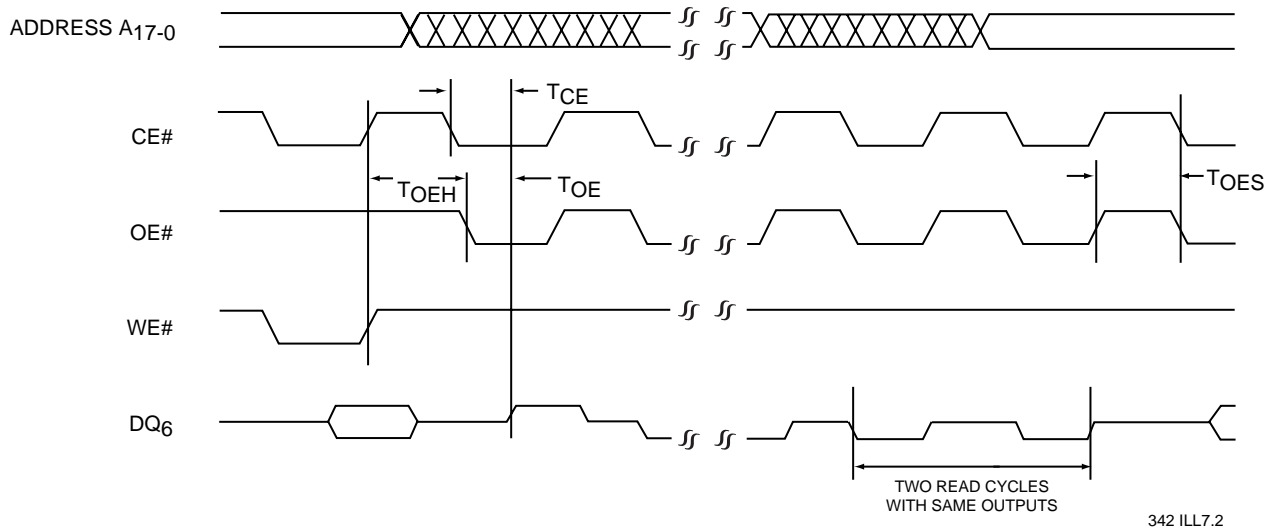 ADDRESS A17-0
TCE
CE#
TOEH
TOE
TOES
OE#
WE#
DQ6
TWO READ CYCLES
WITH SAME OUTPUTS
342 ILL7.2